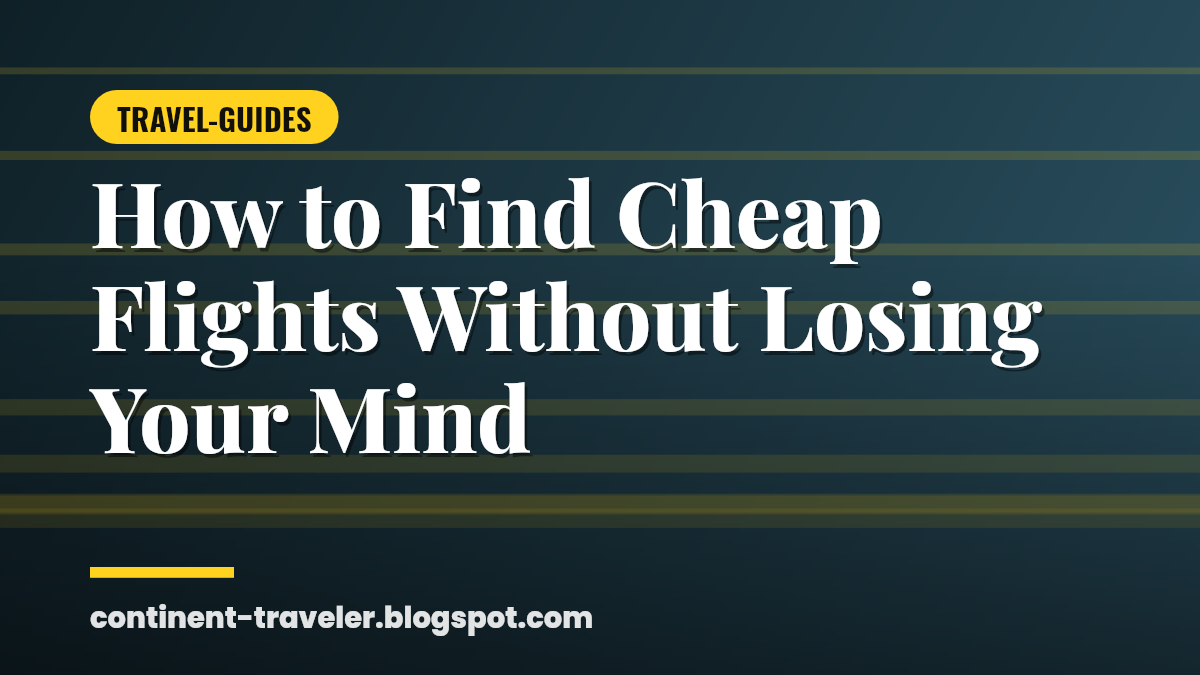 TRAVEL-GUIDES
How to Find Cheap
Flights Without Losing
Your Mind
continent-traveler.blogspot.com